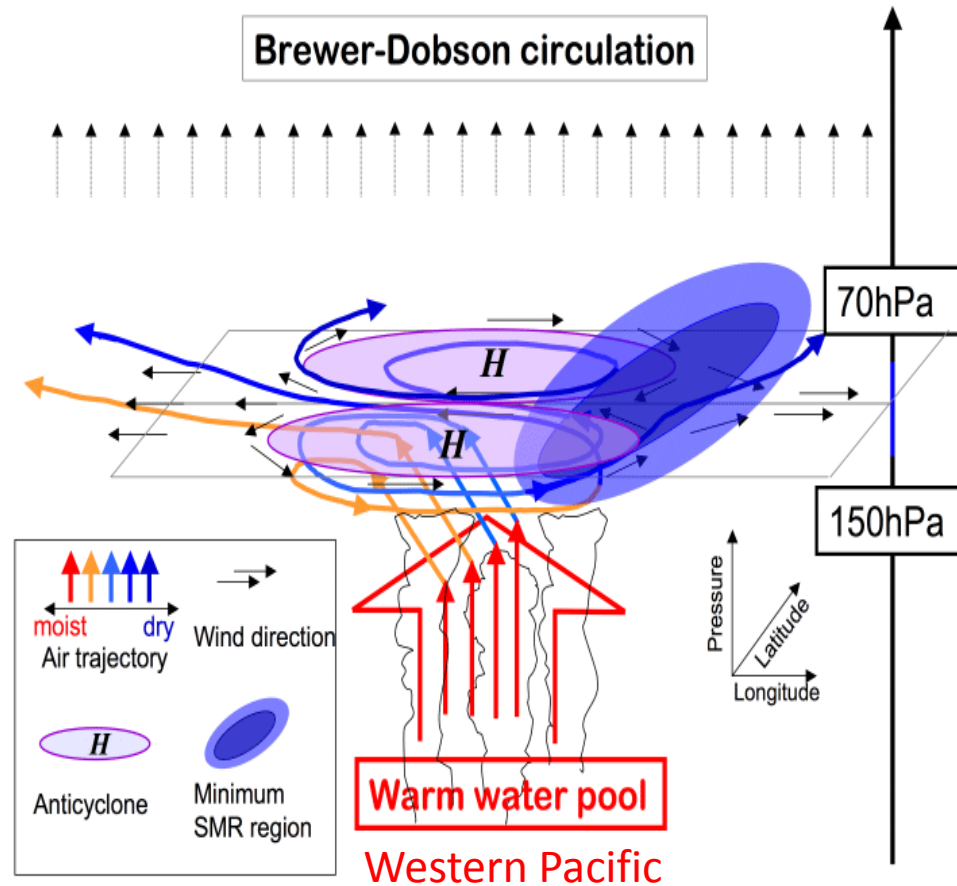 Brewer-Dobson circulation
70hPa
H
H
150hPa
moist
dry
Air trajectory
Wind direction
H
Anticyclone
Minimum
SMR region
Pressure
Latitude
Longitude
Warm water pool
Western Pacific